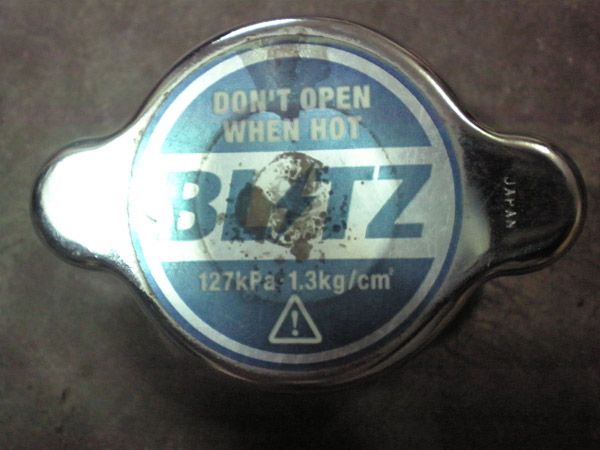 DON'T OPEN
WHEN HOT
BLITZ
JAPAN
127kPa·1.3kg/cm²